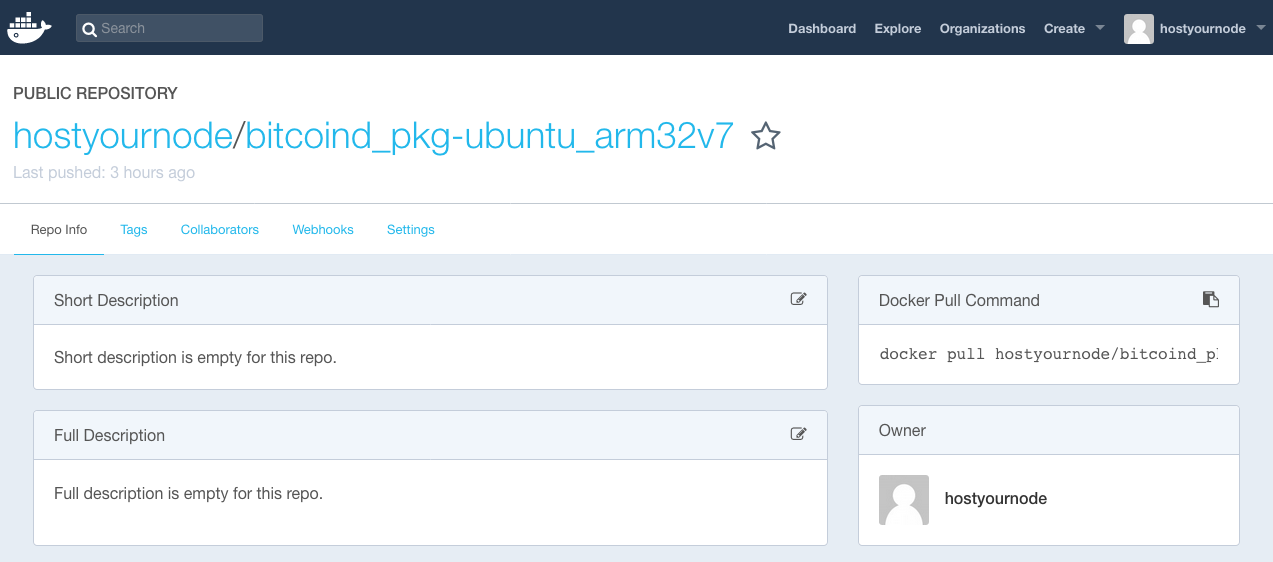 Search
Dashboard Explore Organizations Create hostyournode
PUBLIC REPOSITORY
hostyournode/bitcoind_pkg-ubuntu_arm32v7
Last pushed: 3 hours ago
Repo Info Tags Collaborators Webhooks Settings
Short Description
Short description is empty for this repo.
Full Description
Full description is empty for this repo.
Docker Pull Command
docker pull hostyournode/bitcoind_p
Owner
hostyournode